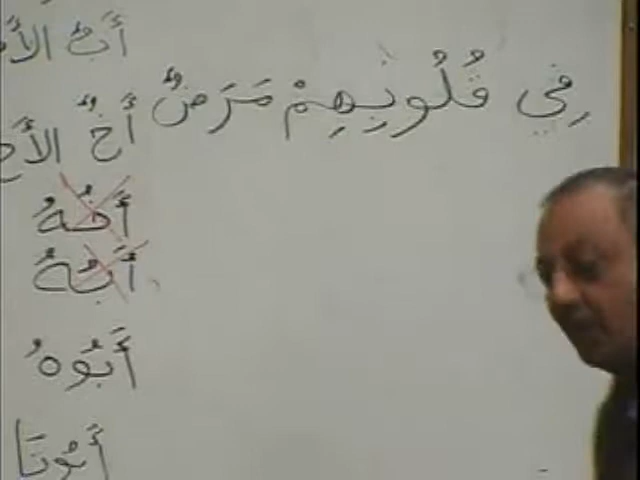 أَبٌ الأَ
فِي قُلُوبِهِمْ مَرَضٌ
أَخٌ الأَخ
أَخُهُ
أَبُهُ
أَبُوهُ
أَبُونَا